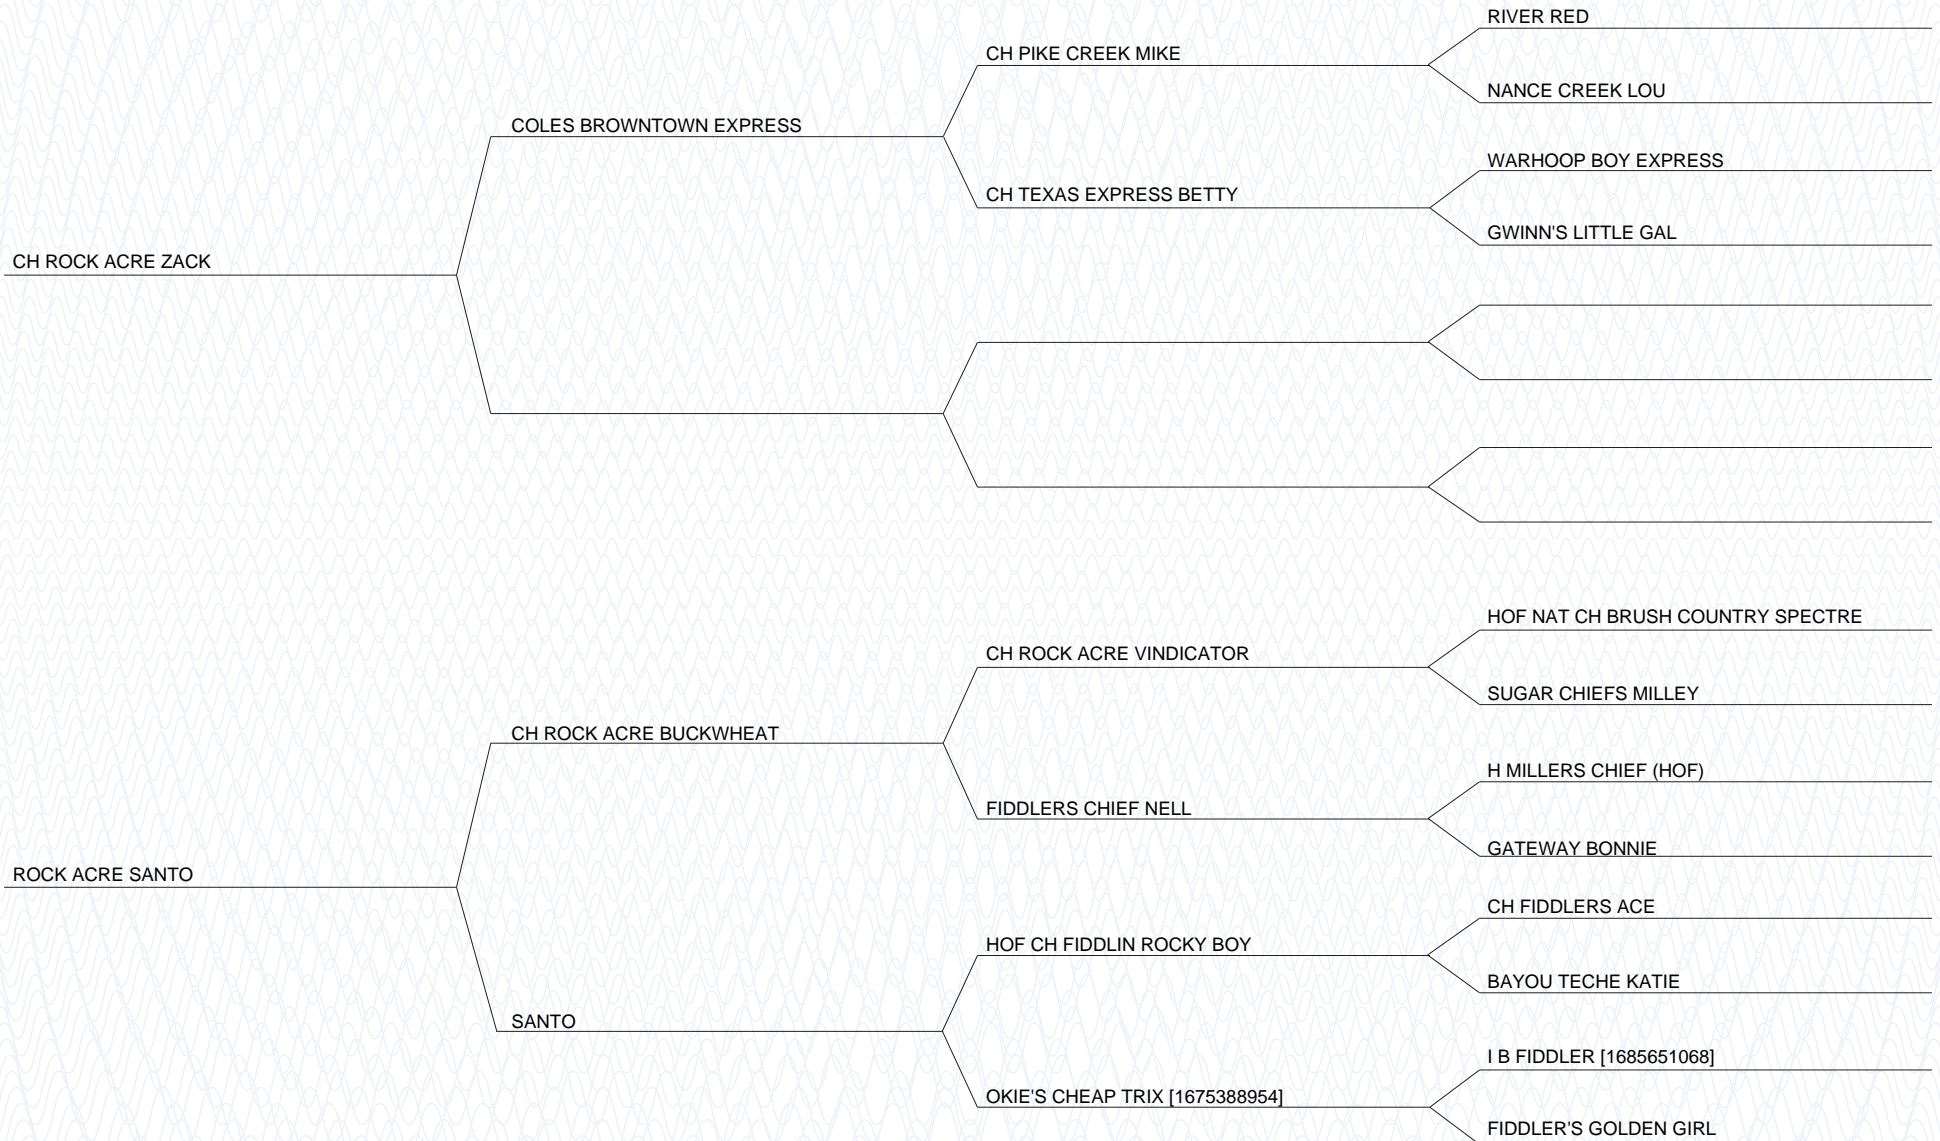 RIVER RED
CH PIKE CREEK MIKE
NANCE CREEK LOU
COLES BROWNTOWN EXPRESS
WARHOOP BOY EXPRESS
CH TEXAS EXPRESS BETTY
GWINN'S LITTLE GAL
CH ROCK ACRE ZACK
HOF NAT CH BRUSH COUNTRY SPECTRE
CH ROCK ACRE VINDICATOR
SUGAR CHIEFS MILLEY
CH ROCK ACRE BUCKWHEAT
H MILLERS CHIEF (HOF)
FIDDLERS CHIEF NELL
GATEWAY BONNIE
ROCK ACRE SANTO
CH FIDDLERS ACE
HOF CH FIDDLIN ROCKY BOY
BAYOU TECHE KATIE
SANTO
I B FIDDLER [1685651068]
OKIE'S CHEAP TRIX [1675388954]
FIDDLER'S GOLDEN GIRL